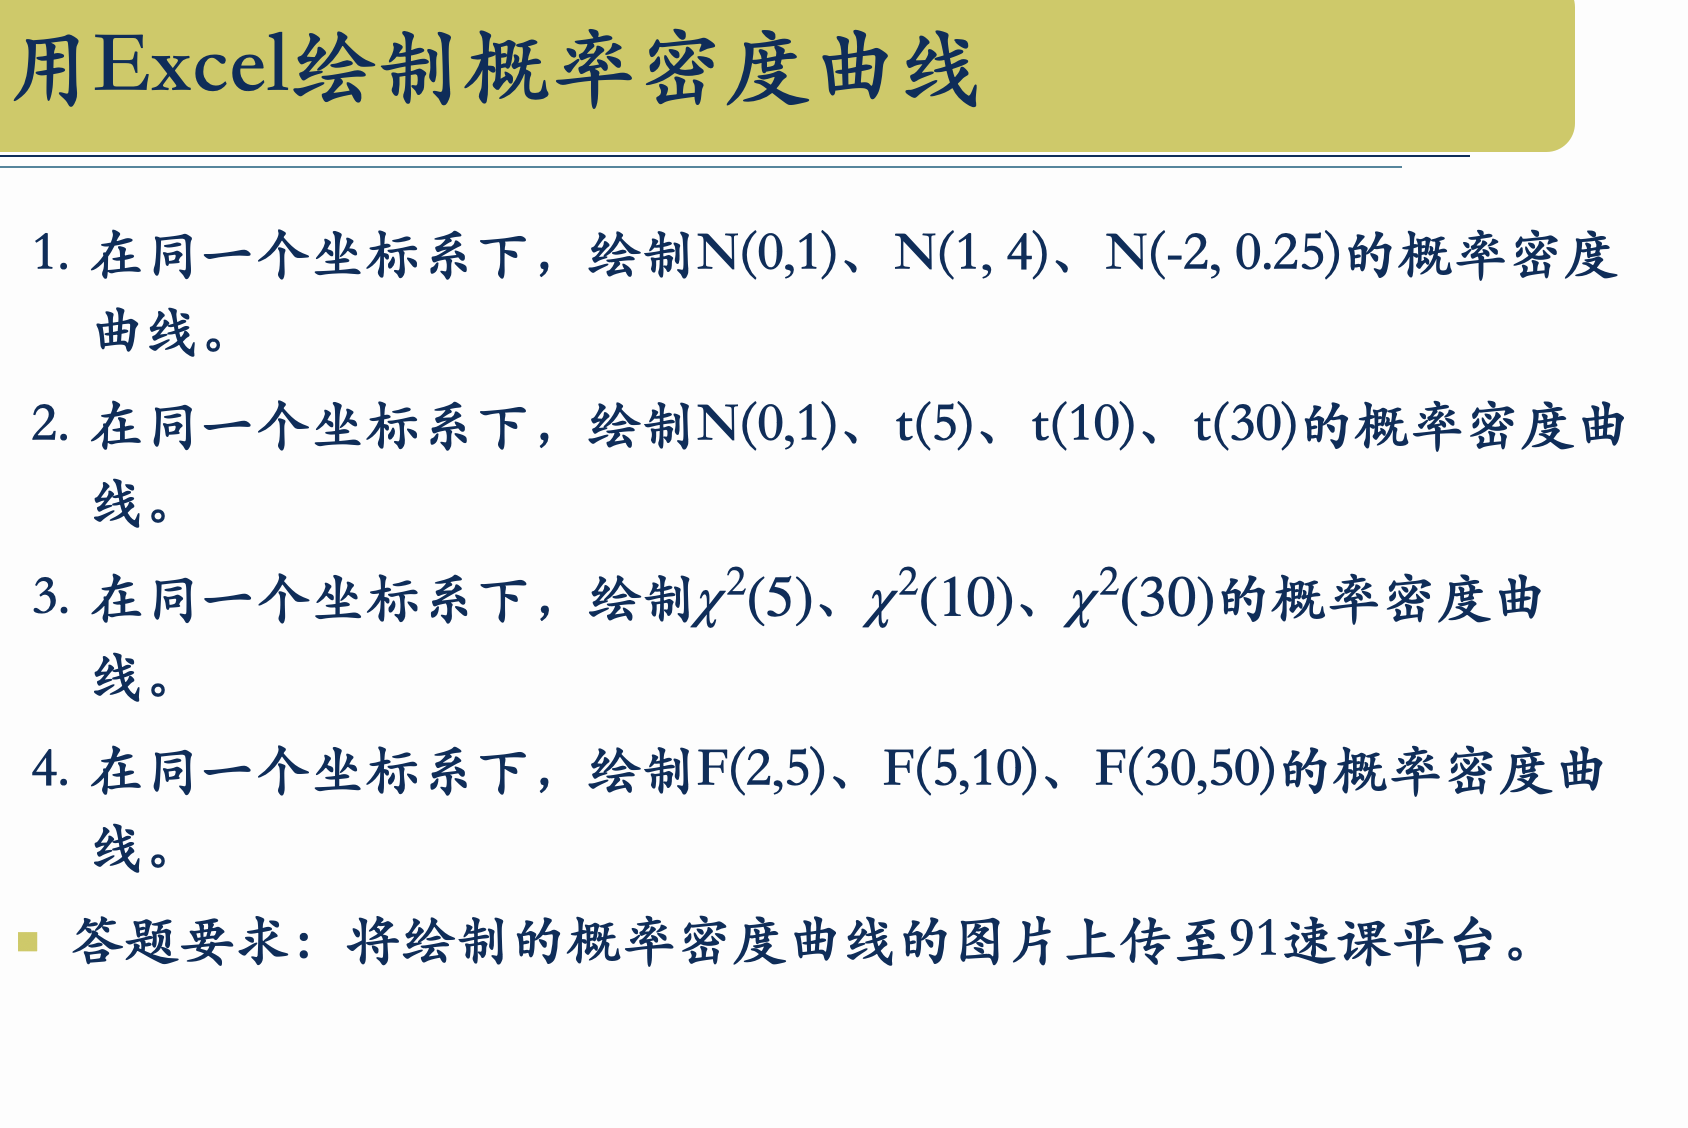 用Excel绘制概率密度曲线
1. 在同一个坐标系下，绘制N(0,1)、N(1, 4)、N(-2, 0.25)的概率密度
曲线。
2. 在同一个坐标系下，绘制N(0,1)、t(5)、t(10)、t(30)的概率密度曲
线。
3. 在同一个坐标系下，绘制χ²(5)、χ²(10)、χ²(30)的概率密度曲
线。
4. 在同一个坐标系下，绘制F(2,5)、F(5,10)、F(30,50)的概率密度曲
线。
答题要求：将绘制的概率密度曲线的图片上传至91速课平台。